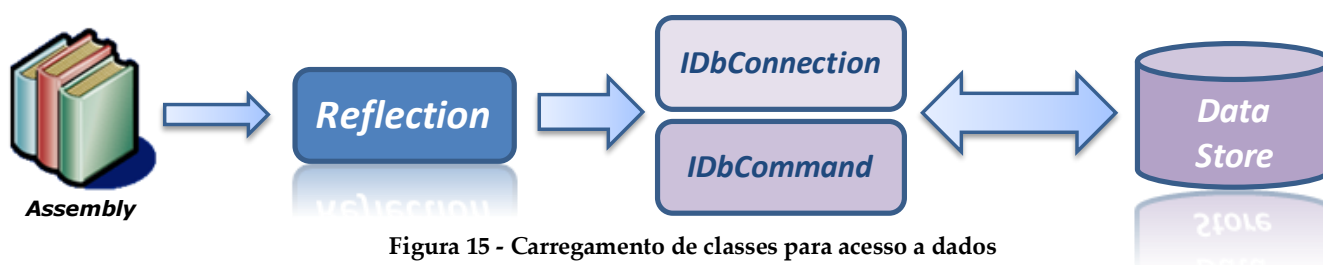 Assembly
Reflection
IDbConnection
IDbCommand
Data
Store
Figura 15 - Carregamento de classes para acesso a dados